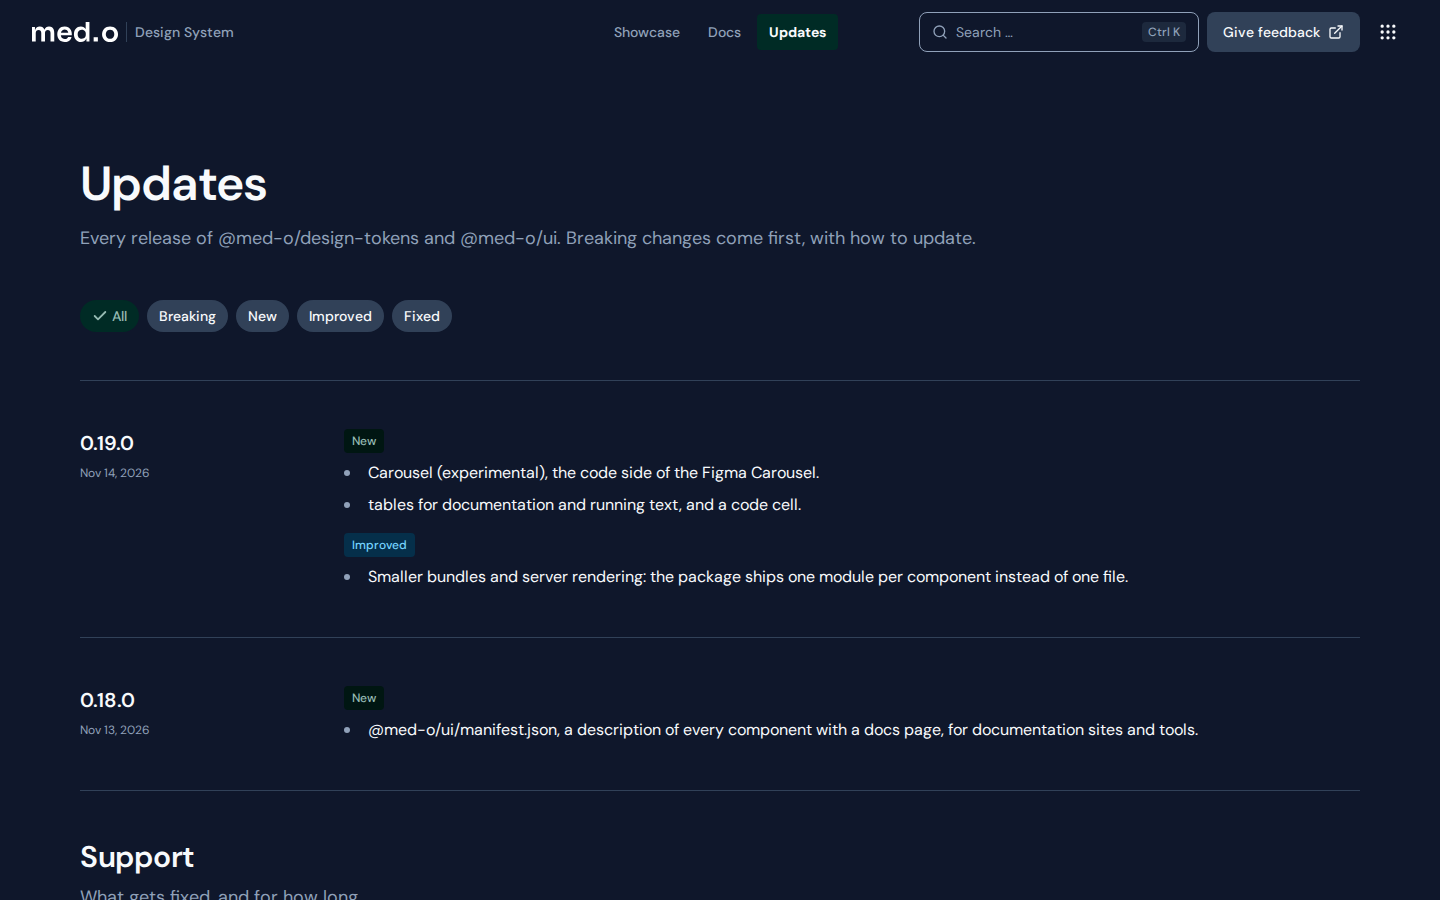 med.o Design System Showcase Docs Updates Search ... Ctrl K Give feedback
Updates
Every release of @med-o/design-tokens and @med-o/ui. Breaking changes come first, with how to update.
All Breaking New Improved Fixed
0.19.0
Nov 14, 2026
New
Carousel (experimental), the code side of the Figma Carousel.
tables for documentation and running text, and a code cell.
Improved
Smaller bundles and server rendering: the package ships one module per component instead of one file.
0.18.0
Nov 13, 2026
New
@med-o/ui/manifest.json, a description of every component with a docs page, for documentation sites and tools.
Support
What gets fixed, and for how long